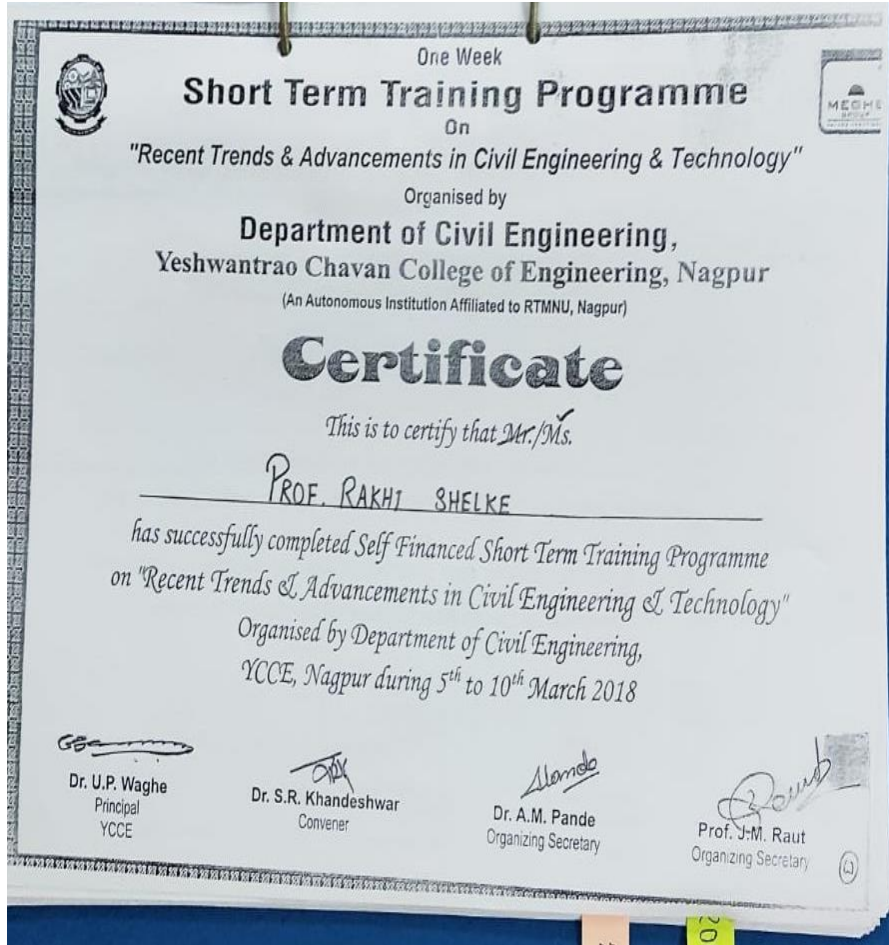 One Week
Short Term Training Programme
On
"Recent Trends & Advancements in Civil Engineering & Technology"
Organised by
Department of Civil Engineering,
Yeshwantrao Chavan College of Engineering, Nagpur
(An Autonomous Institution Affiliated to RTMNU, Nagpur)
MEGHE
GROUP
Certificate
This is to certify that Mr./Ms.
PROF. RAKHI SHELKE
has successfully completed Self Financed Short Term Training Programme
on "Recent Trends & Advancements in Civil Engineering & Technology"
Organised by Department of Civil Engineering,
YCCE, Nagpur during 5th to 10th March 2018
Dr. U.P. Waghe
Principal
YCCE
Dr. S.R. Khandeshwar
Convener
Dr. A.M. Pande
Organizing Secretary
Prof. J.M. Raut
Organizing Secretary
20